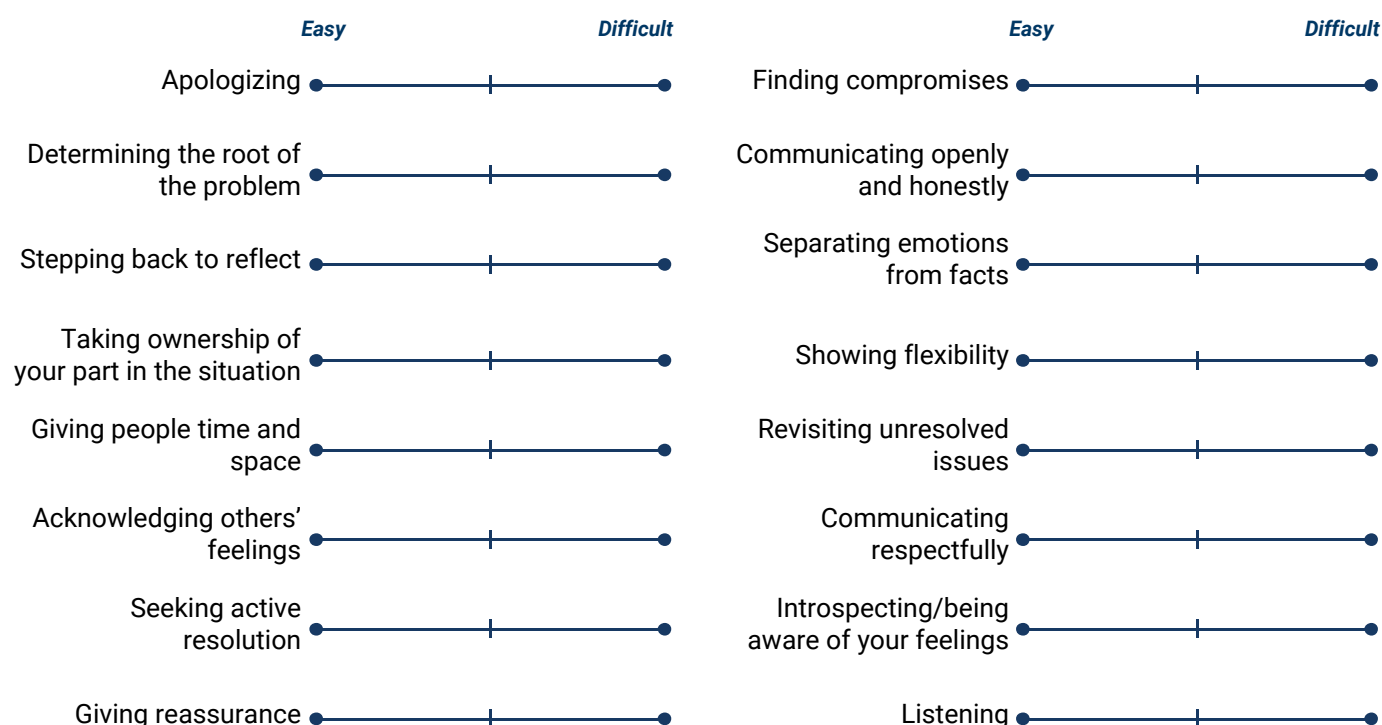 Easy Difficult
Apologizing
Determining the root of
the problem
Stepping back to reflect
Taking ownership of
your part in the situation
Giving people time and
space
Acknowledging others’
feelings
Seeking active
resolution
Giving reassurance
Easy Difficult
Finding compromises
Communicating openly
and honestly
Separating emotions
from facts
Showing flexibility
Revisiting unresolved
issues
Communicating
respectfully
Introspecting/being
aware of your feelings
Listening